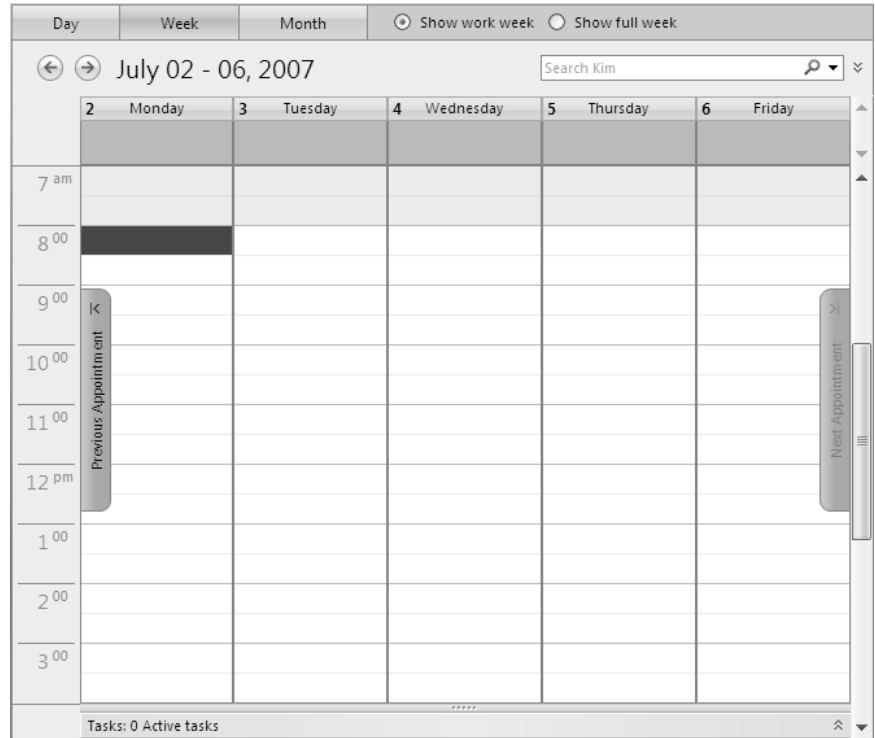 Day Week Month Show work week Show full week
July 02 - 06, 2007 Search Kim
2 Monday 3 Tuesday 4 Wednesday 5 Thursday 6 Friday
7 am
8 00
9 00
10 00
11 00
12 pm
1 00
2 00
3 00
Previous Appointment
Next Appointment
Tasks: 0 Active tasks